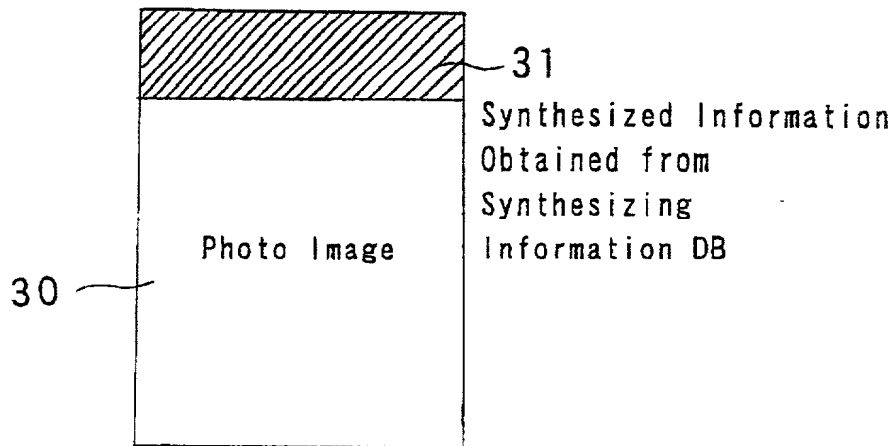 31
Synthesized Information
Obtained from
Synthesizing
Information DB
Photo Image
30